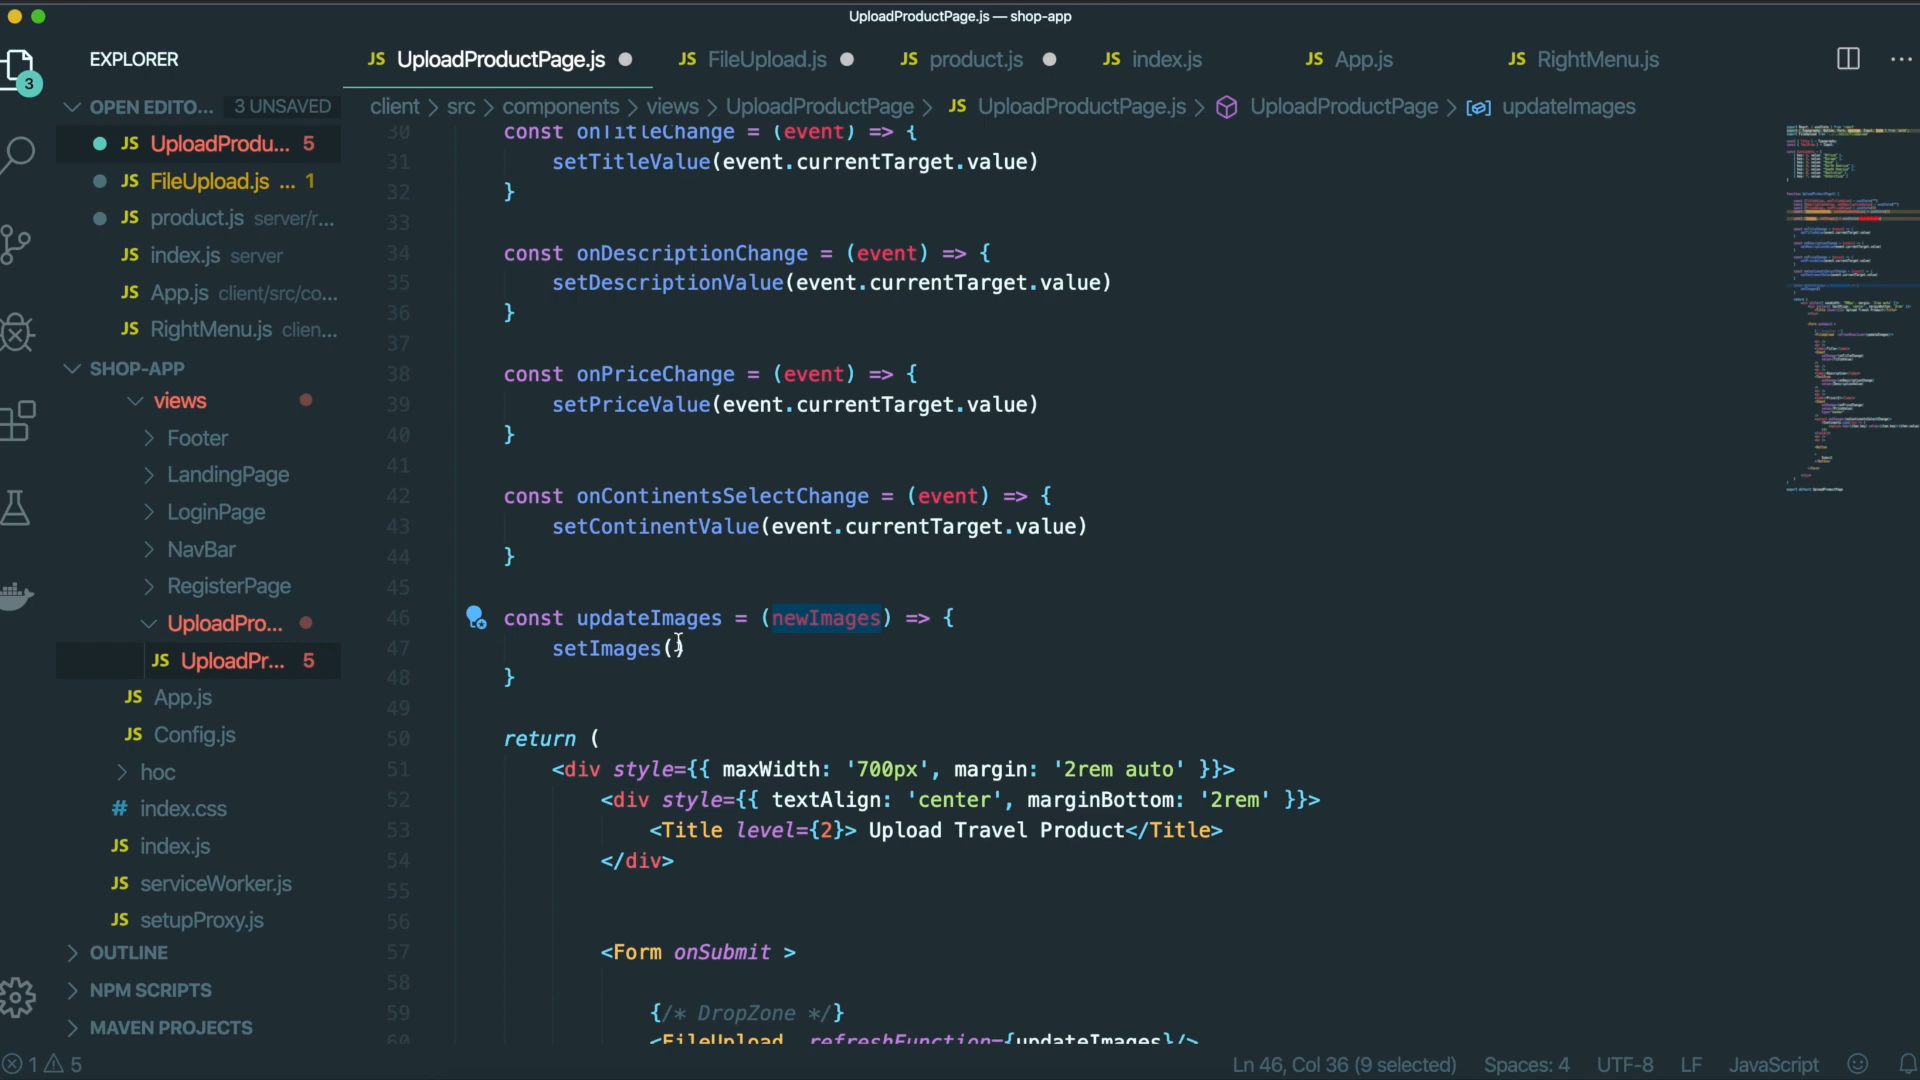 UploadProductPage.js — shop-app
EXPLORER
JS UploadProductPage.js
JS FileUpload.js
JS product.js
JS index.js
JS App.js
JS RightMenu.js
3
OPEN EDITO... 3 UNSAVED
client > src > components > views > UploadProductPage > JS UploadProductPage.js > UploadProductPage > updateImages
JS UploadProdu... 5
JS FileUpload.js ... 1
JS product.js server/r...
JS index.js server
JS App.js client/src/co...
JS RightMenu.js clien...
SHOP-APP
views
Footer
LandingPage
LoginPage
NavBar
RegisterPage
UploadPro...
JS UploadPr... 5
JS App.js
JS Config.js
hoc
# index.css
JS index.js
JS serviceWorker.js
JS setupProxy.js
OUTLINE
NPM SCRIPTS
MAVEN PROJECTS
30 const onTitleChange = (event) => {
31 setTitleValue(event.currentTarget.value)
32 }
33
34 const onDescriptionChange = (event) => {
35 setDescriptionValue(event.currentTarget.value)
36 }
37
38 const onPriceChange = (event) => {
39 setPriceValue(event.currentTarget.value)
40 }
41
42 const onContinentsSelectChange = (event) => {
43 setContinentValue(event.currentTarget.value)
44 }
45
46 const updateImages = (newImages) => {
47 setImages()
48 }
49
50 return (
51 <div style={{ maxWidth: '700px', margin: '2rem auto' }}>
52 <div style={{ textAlign: 'center', marginBottom: '2rem' }}>
53 <Title level={2}> Upload Travel Product</Title>
54 </div>
55
56
57 <Form onSubmit >
58
59 {/* DropZone */}
60 <FileUpload refreshFunction={updateImages}/>
1 5
Ln 46, Col 36 (9 selected)
Spaces: 4
UTF-8
LF
JavaScript